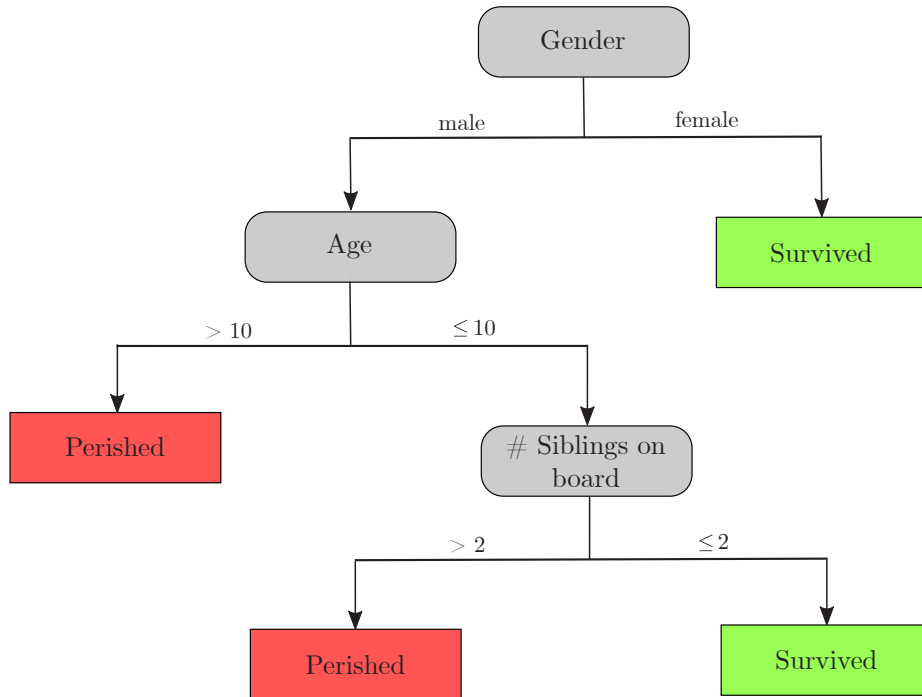 Gender
male
female
Age
Survived
> 10
≤ 10
Perished
# Siblings on
board
> 2
≤ 2
Perished
Survived